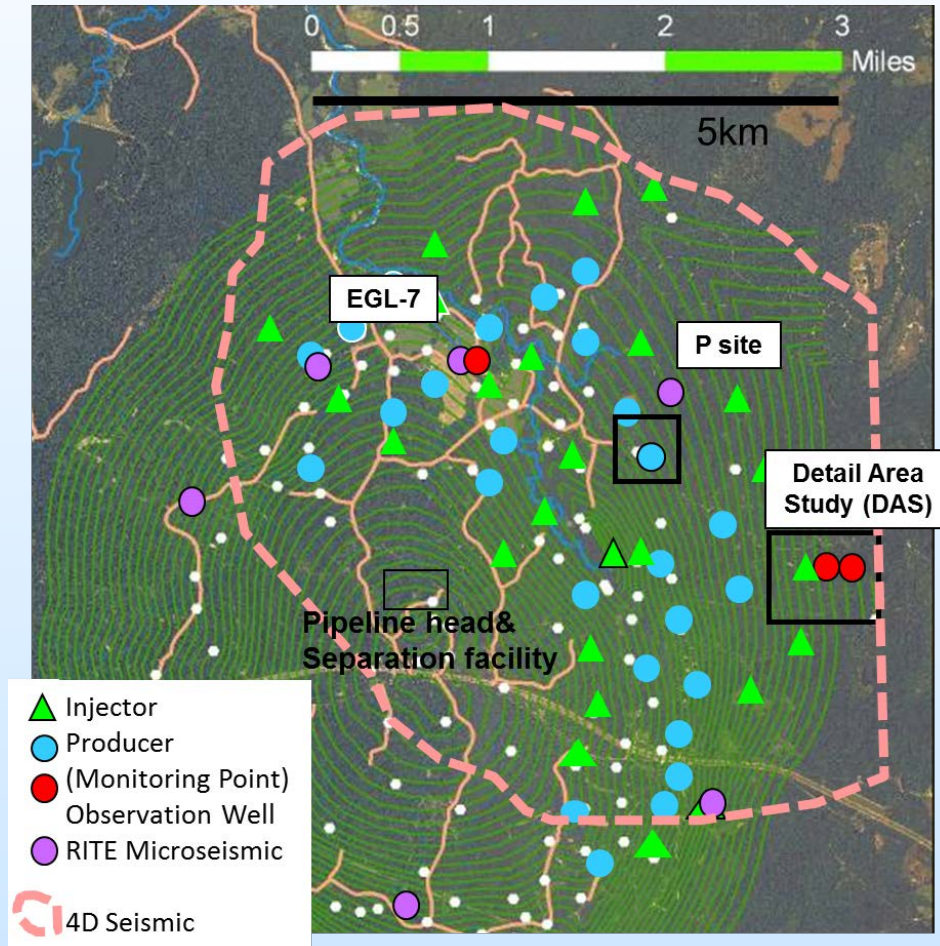 0 0.5 1 2 3
Miles
5km
EGL-7
P site
Detail Area
Study (DAS)
Pipeline head&
Separation facility
Injector
Producer
(Monitoring Point)
Observation Well
RITE Microseismic
4D Seismic